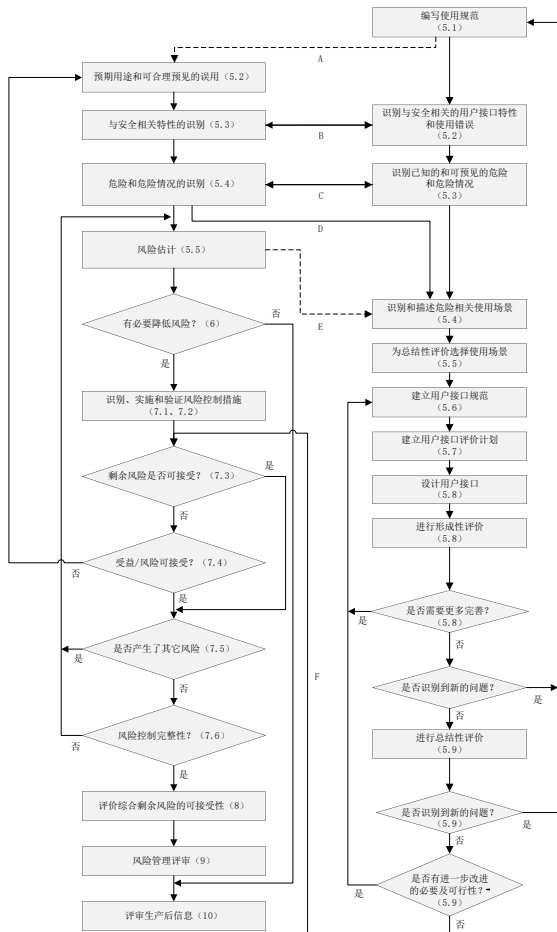 编写使用规范
(5.1)
A
预期用途和可合理预见的误用(5.2)
与安全相关特性的识别(5.3)
B
识别与安全相关的用户接口特性
和使用错误
(5.2)
危险和危险情况的识别(5.4)
C
识别已知的和可预见的危险
和危险情况
(5.3)
D
风险估计(5.5)
E
识别和描述危险相关使用场景
(5.4)
有必要降低风险?(6)
否
是
为总结性评价选择使用场景
(5.5)
识别、实施和验证风险控制措施
(7.1、7.2)
建立用户接口规范
(5.6)
建立用户接口评价计划
(5.7)
剩余风险是否可接受?(7.3)
是
否
设计用户接口
(5.8)
进行形成性评价
(5.8)
受益/风险可接受?(7.4)
否
是
是否需要更多完善?
(5.8)
是
否
是否产生了其它风险(7.5)
是
否
F
是否识别到新的问题?
是
否
风险控制完整性?(7.6)
否
是
进行总结性评价
(5.9)
评价综合剩余风险的可接受性(8)
是否识别到新的问题?
(5.9)
是
否
风险管理评审(9)
是否有进一步改进
的必要及可行性?
(5.9)
是
否
评审生产后信息(10)